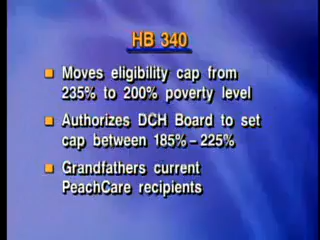 HB 340
Moves eligibility cap from
235% to 200% poverty level
Authorizes DCH Board to set
cap between 185% – 225%
Grandfathers current
PeachCare recipients